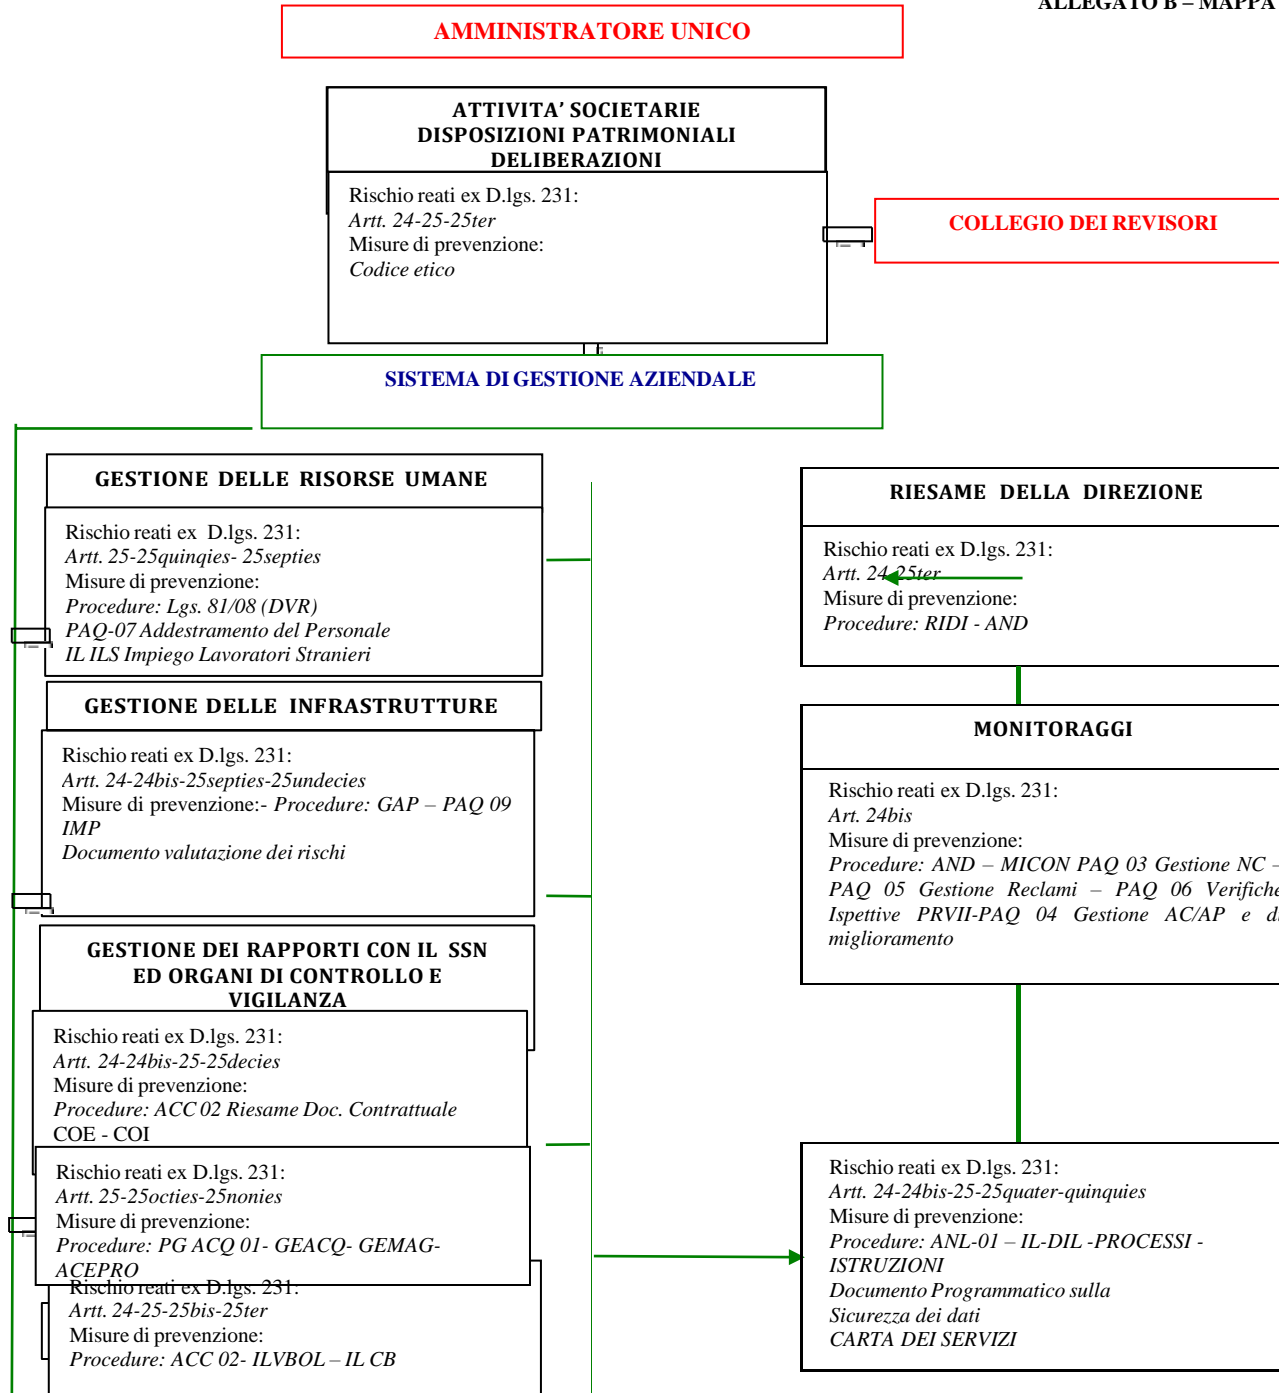 ALLEGATO B – MAPPA
AMMINISTRATORE UNICO
ATTIVITA’ SOCIETARIE
DISPOSIZIONI PATRIMONIALI
DELIBERAZIONI
Rischio reati ex D.lgs. 231:
Artt. 24-25-25ter
Misure di prevenzione:
Codice etico
COLLEGIO DEI REVISORI
SISTEMA DI GESTIONE AZIENDALE
GESTIONE DELLE RISORSE UMANE
Rischio reati ex D.lgs. 231:
Artt. 25-25quinqies- 25septies
Misure di prevenzione:
Procedure: Lgs. 81/08 (DVR)
PAQ-07 Addestramento del Personale
IL ILS Impiego Lavoratori Stranieri
GESTIONE DELLE INFRASTRUTTURE
Rischio reati ex D.lgs. 231:
Artt. 24-24bis-25septies-25undecies
Misure di prevenzione:- Procedure: GAP – PAQ 09
IMP
Documento valutazione dei rischi
GESTIONE DEI RAPPORTI CON IL SSN
ED ORGANI DI CONTROLLO E
VIGILANZA
Rischio reati ex D.lgs. 231:
Artt. 24-24bis-25-25decies
Misure di prevenzione:
Procedure: ACC 02 Riesame Doc. Contrattuale
COE - COI
Rischio reati ex D.lgs. 231:
Artt. 25-25octies-25nonies
Misure di prevenzione:
Procedure: PG ACQ 01- GEACQ- GEMAG-
ACEPRO
Rischio reati ex D.lgs. 231:
Artt. 24-25-25bis-25ter
Misure di prevenzione:
Procedure: ACC 02- ILVBOL – IL CB
RIESAME DELLA DIREZIONE
Rischio reati ex D.lgs. 231:
Artt. 24-25ter
Misure di prevenzione:
Procedure: RIDI - AND
MONITORAGGI
Rischio reati ex D.lgs. 231:
Art. 24bis
Misure di prevenzione:
Procedure: AND – MICON PAQ 03 Gestione NC –
PAQ 05 Gestione Reclami – PAQ 06 Verifiche
Ispettive PRVII-PAQ 04 Gestione AC/AP e di
miglioramento
Rischio reati ex D.lgs. 231:
Artt. 24-24bis-25-25quater-quinquies
Misure di prevenzione:
Procedure: ANL-01 – IL-DIL -PROCESSI -
ISTRUZIONI
Documento Programmatico sulla
Sicurezza dei dati
CARTA DEI SERVIZI